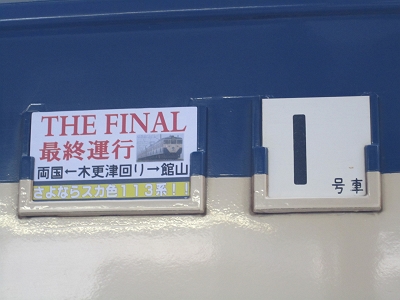 THE FINAL
最終運行
両国←木更津回り→館山
さよならスカ色113系!!
1
号車